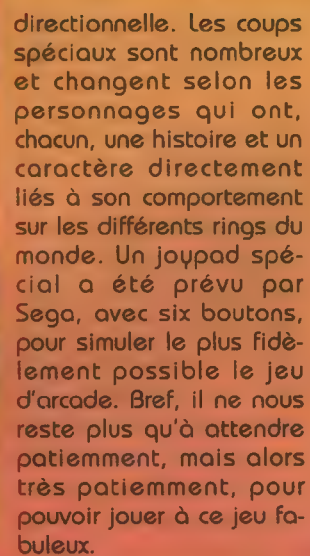 directionnelle. Les coups
spéciaux sont nombreux
et changent selon les
personnages qui ont,
chacun, une histoire et un
caractère directement
liés à son comportement
sur les différents rings du
monde. Un joypad spé-
cial a été prévu par
Sega, avec six boutons,
pour simuler le plus fidè-
lement possible le jeu
d'arcade. Bref, il ne nous
reste plus qu'à attendre
patiemment, mais alors
très patiemment, pour
pouvoir jouer à ce jeu fa-
buleux.